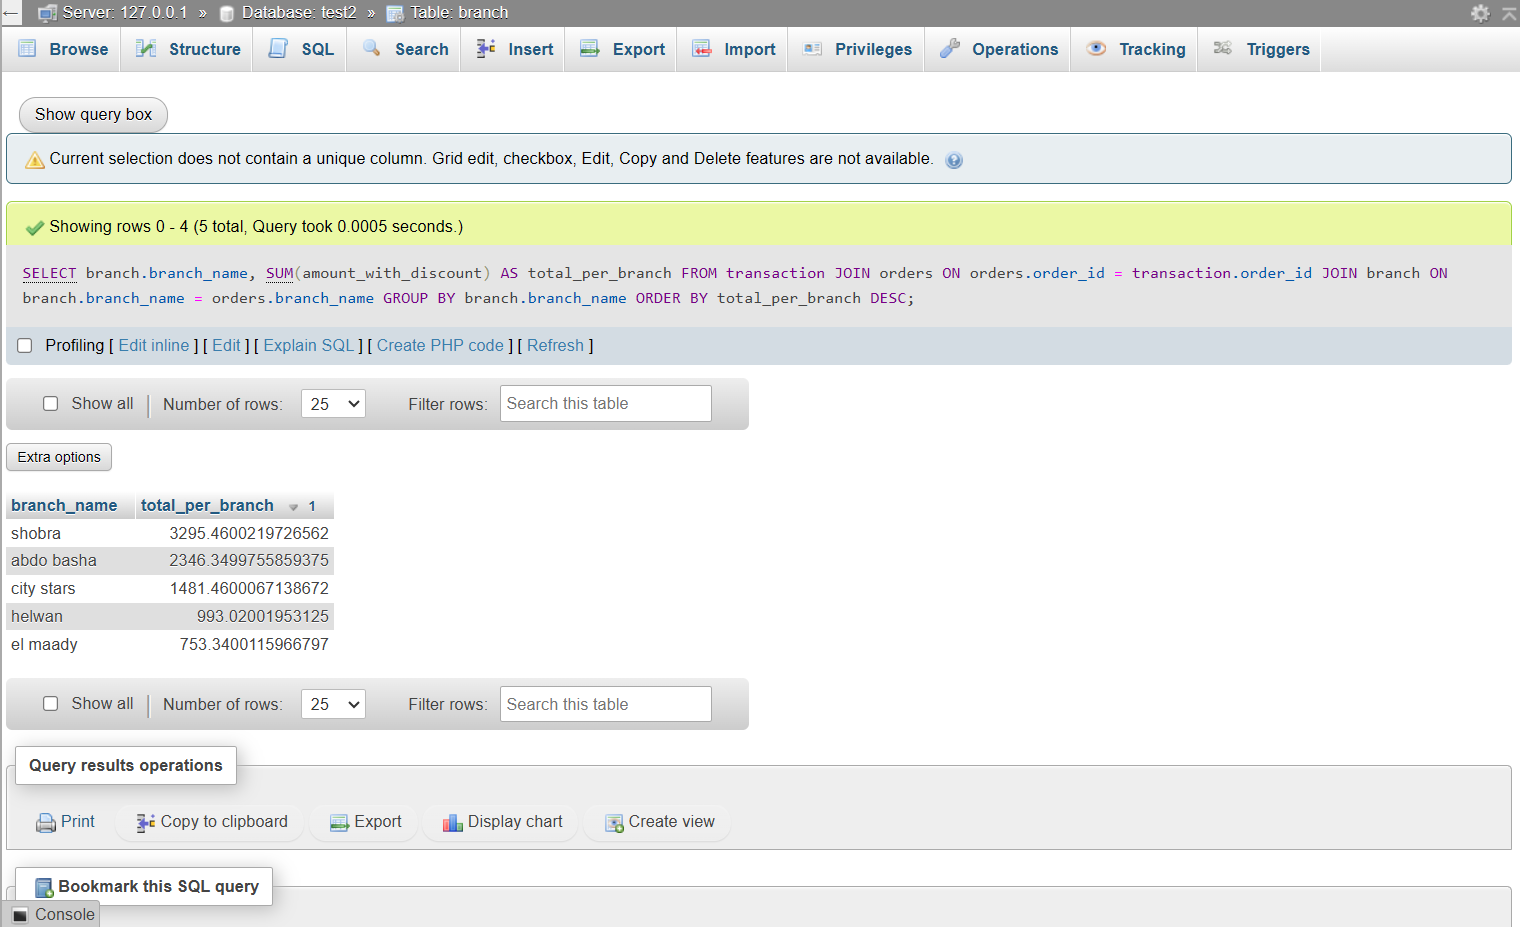 Server: 127.0.0.1 » Database: test2 » Table: branch
Browse Structure SQL Search Insert Export Import Privileges Operations Tracking Triggers
Show query box
Current selection does not contain a unique column. Grid edit, checkbox, Edit, Copy and Delete features are not available.
Showing rows 0 - 4 (5 total, Query took 0.0005 seconds.)
SELECT branch.branch_name, SUM(amount_with_discount) AS total_per_branch FROM transaction JOIN orders ON orders.order_id = transaction.order_id JOIN branch ON
branch.branch_name = orders.branch_name GROUP BY branch.branch_name ORDER BY total_per_branch DESC;
Profiling [ Edit inline ] [ Edit ] [ Explain SQL ] [ Create PHP code ] [ Refresh ]
Show all | Number of rows: 25 Filter rows: Search this table
Extra options
branch_name total_per_branch 1
shobra 3295.4600219726562
abdo basha 2346.3499755859375
city stars 1481.4600067138672
helwan 993.02001953125
el maady 753.3400115966797
Show all | Number of rows: 25 Filter rows: Search this table
Query results operations
Print Copy to clipboard Export Display chart Create view
Bookmark this SQL query
Console